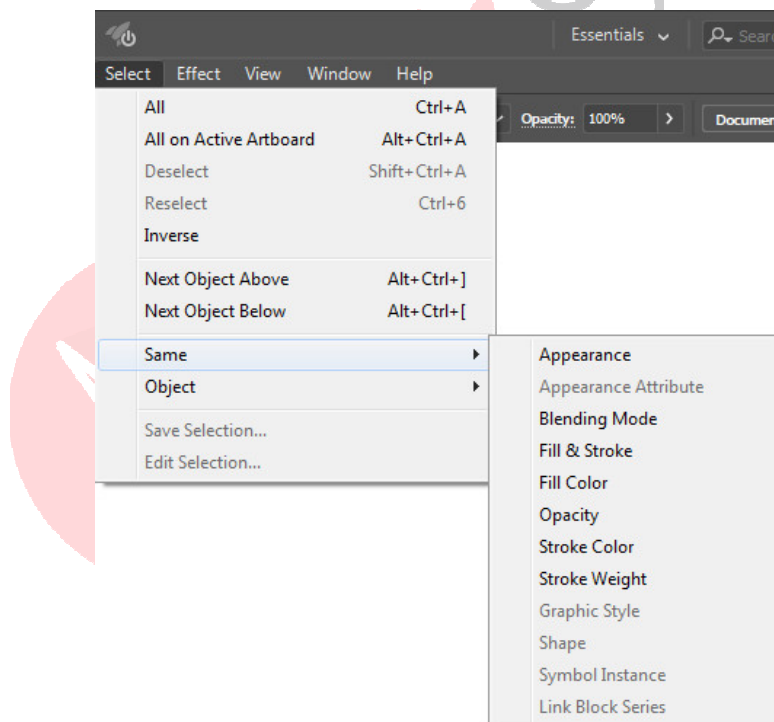 Essentials
Sear
Select Effect View Window Help
Opacity: 100% Documen
All Ctrl+A
All on Active Artboard Alt+Ctrl+A
Deselect Shift+Ctrl+A
Reselect Ctrl+6
Inverse
Next Object Above Alt+Ctrl+]
Next Object Below Alt+Ctrl+[
Same
Object
Save Selection...
Edit Selection...
Appearance
Appearance Attribute
Blending Mode
Fill & Stroke
Fill Color
Opacity
Stroke Color
Stroke Weight
Graphic Style
Shape
Symbol Instance
Link Block Series